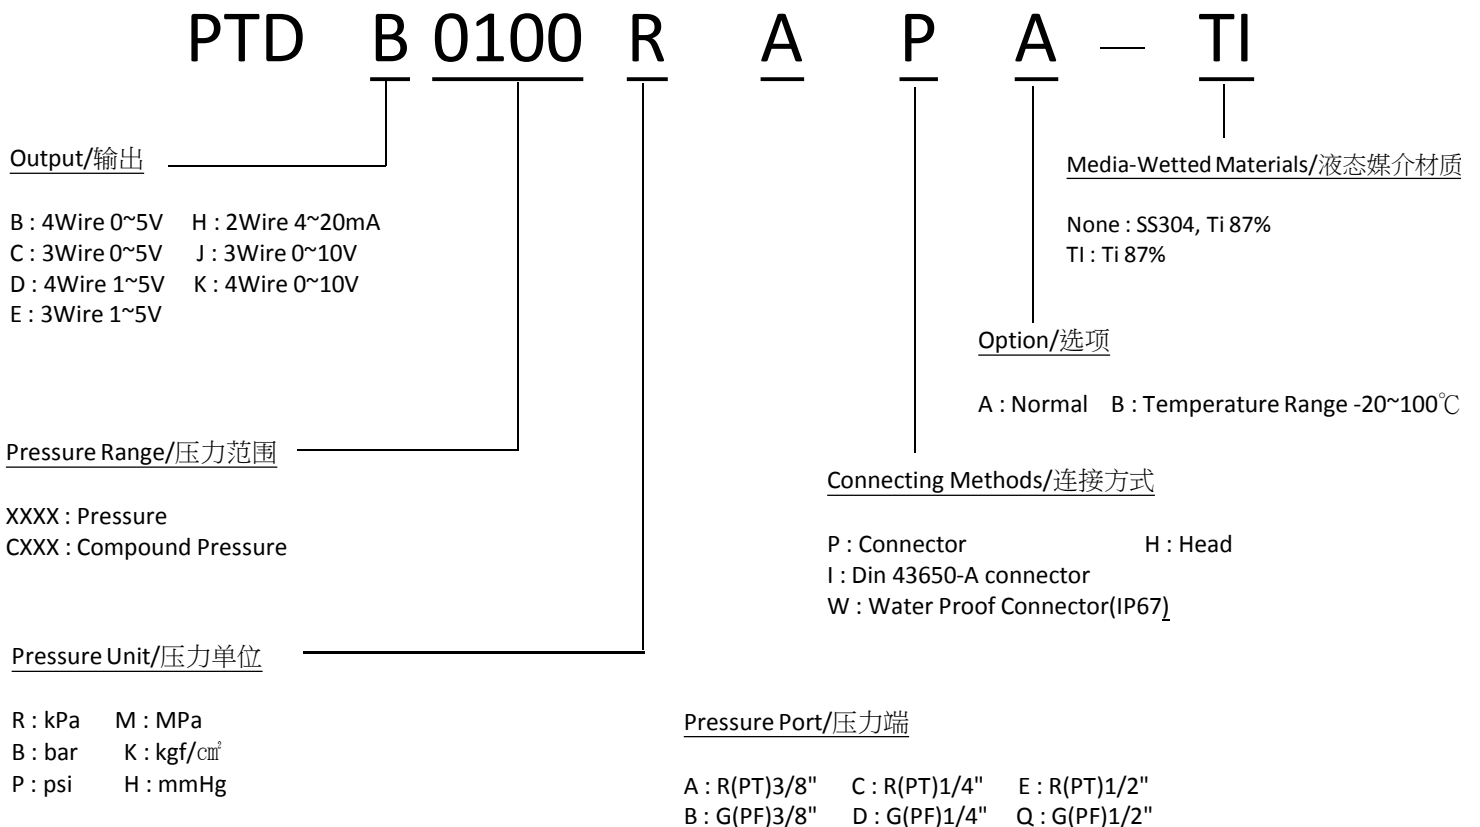 PTD B 0100 R A P A — TI
Output/输出
B : 4Wire 0~5V H : 2Wire 4~20mA
C : 3Wire 0~5V J : 3Wire 0~10V
D : 4Wire 1~5V K : 4Wire 0~10V
E : 3Wire 1~5V
Media-Wetted Materials/液态媒介材质
None : SS304, Ti 87%
TI : Ti 87%
Option/选项
A : Normal B : Temperature Range -20~100℃
Pressure Range/压力范围
XXXX : Pressure
CXXX : Compound Pressure
Connecting Methods/连接方式
P : Connector H : Head
I : Din 43650-A connector
W : Water Proof Connector(IP67)
Pressure Unit/压力单位
R : kPa M : MPa
B : bar K : kgf/㎠
P : psi H : mmHg
Pressure Port/压力端
A : R(PT)3/8" C : R(PT)1/4" E : R(PT)1/2"
B : G(PF)3/8" D : G(PF)1/4" Q : G(PF)1/2"